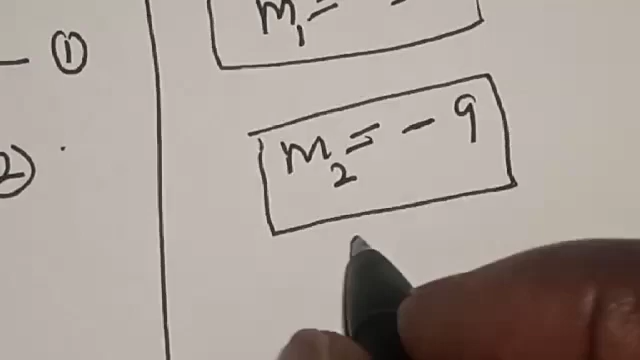 — ①
②
m₁ =
m₂ = - 9